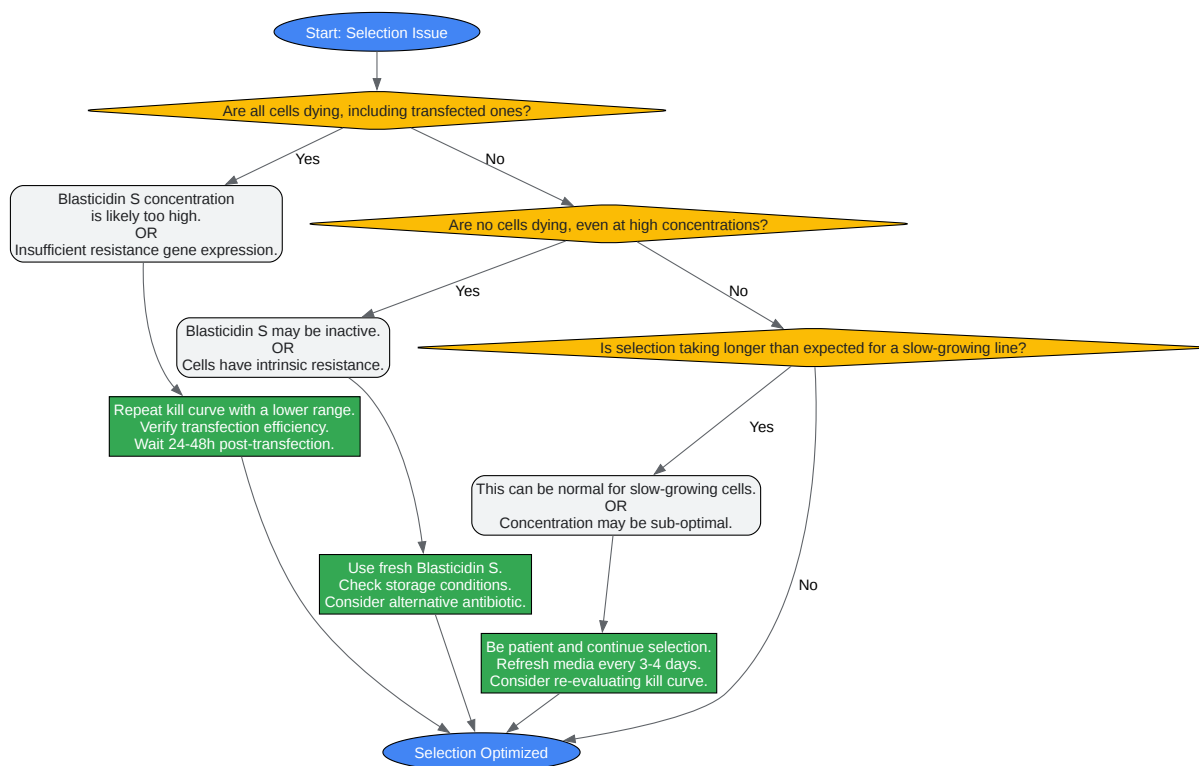 Start: Selection Issue
Are all cells dying, including transfected ones?
Yes
No
Blasticidin S concentration
is likely too high.
OR
Insufficient resistance gene expression.
Are no cells dying, even at high concentrations?
Yes
No
Blasticidin S may be inactive.
OR
Cells have intrinsic resistance.
Is selection taking longer than expected for a slow-growing line?
Repeat kill curve with a lower range.
Verify transfection efficiency.
Wait 24-48h post-transfection.
Yes
This can be normal for slow-growing cells.
OR
Concentration may be sub-optimal.
Use fresh Blasticidin S.
Check storage conditions.
Consider alternative antibiotic.
No
Be patient and continue selection.
Refresh media every 3-4 days.
Consider re-evaluating kill curve.
Selection Optimized